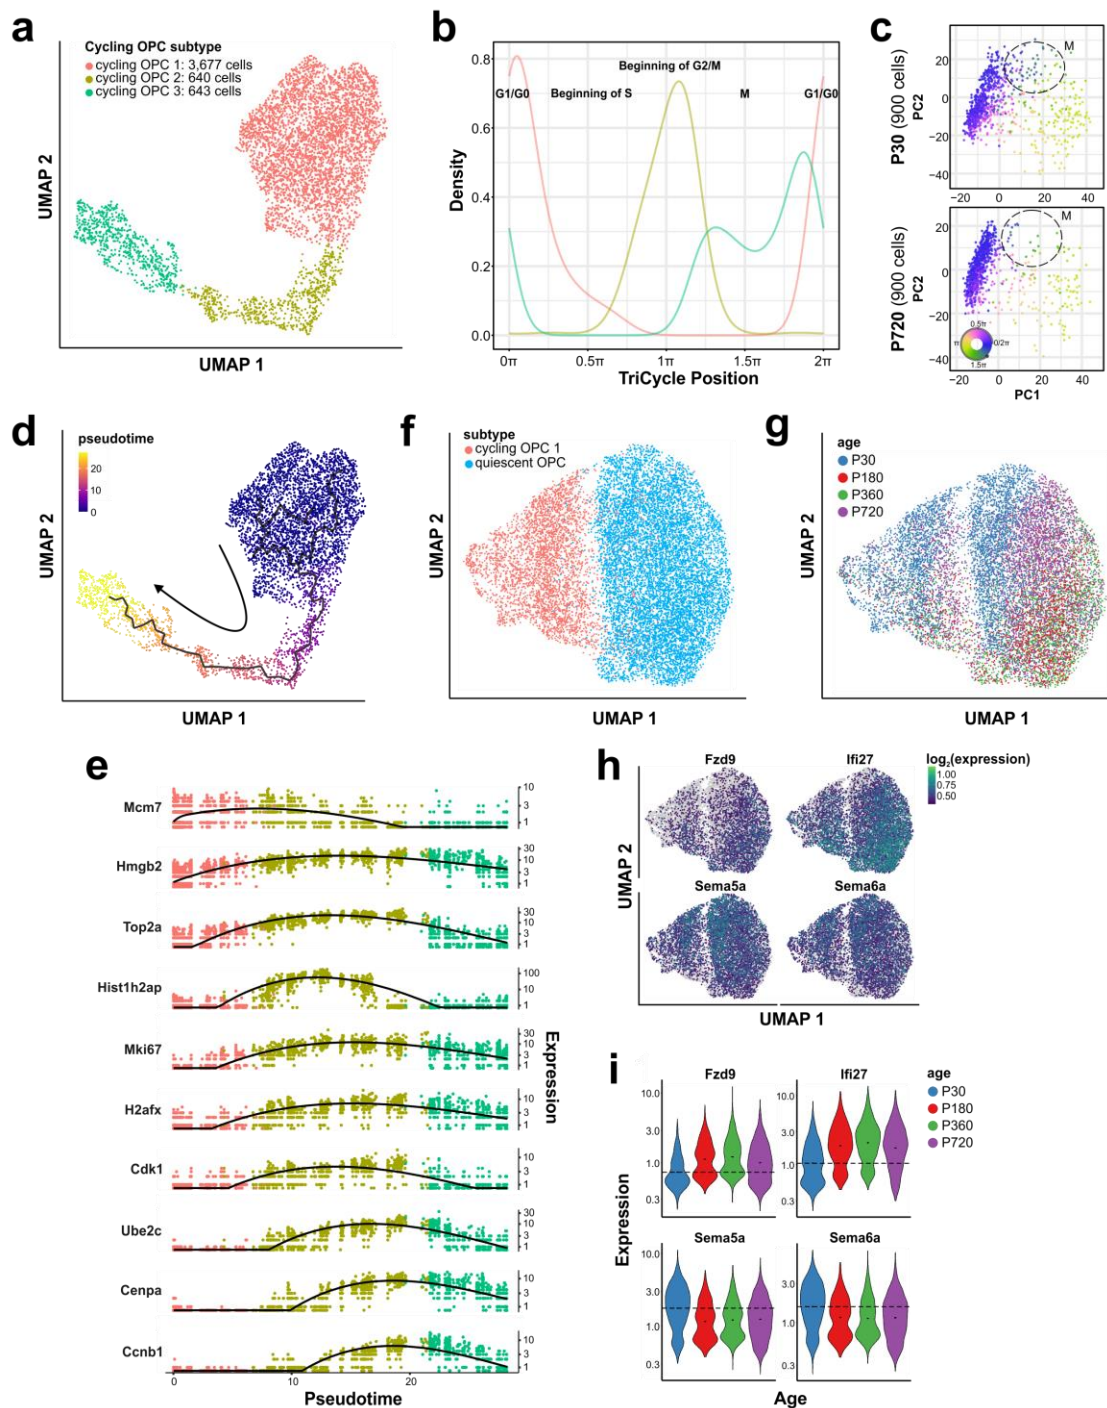 a
Cycling OPC subtype
cycling OPC 1: 3,677 cells
cycling OPC 2: 640 cells
cycling OPC 3: 643 cells
UMAP 2
UMAP 1
b
Beginning of G2/M
G1/G0
Beginning of S
M
G1/G0
0.8
0.6
0.4
0.2
0.0
Density
0π
0.5π
1π
1.5π
2π
TriCycle Position
c
M
20
0
−20
−40
PC2
P30 (900 cells)
−20
0
20
40
M
20
0
−20
−40
PC2
P720 (900 cells)
0.5π
π
0/2π
1.5π
−20
0
20
40
PC1
d
pseudotime
20
10
0
UMAP 2
UMAP 1
f
subtype
cycling OPC 1
quiescent OPC
UMAP 2
UMAP 1
g
age
P30
P180
P360
P720
UMAP 2
UMAP 1
e
Mcm7
10
3
1
Hmgb2
30
10
3
1
Top2a
30
10
3
1
Hist1h2ap
100
10
1
Mki67
30
10
3
1
H2afx
10
3
1
Cdk1
10
3
1
Ube2c
30
10
3
1
Cenpa
10
3
1
Ccnb1
10
3
1
Expression
0
10
20
Pseudotime
h
Fzd9
Ifi27
log2(expression)
1.00
0.75
0.50
Sema5a
Sema6a
UMAP 2
UMAP 1
i
Fzd9
Ifi27
age
P30
P180
P360
P720
10.0
3.0
1.0
0.3
10.0
3.0
1.0
0.3
Sema5a
Sema6a
10.0
3.0
1.0
0.3
3.0
1.0
0.3
Expression
Age